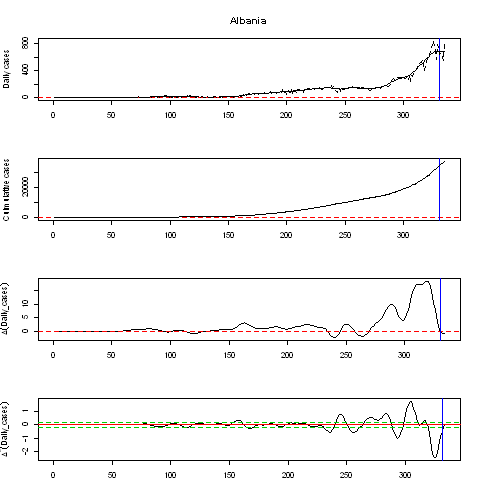 Albania
Daily cases
0 400 800
0 50 100 150 200 250 300
Cumulative cases
0 20000
0 50 100 150 200 250 300
Δ(Daily_cases)
0 5 10
0 50 100 150 200 250 300
Δ²(Daily_cases)
-2 -1 0 1
0 50 100 150 200 250 300